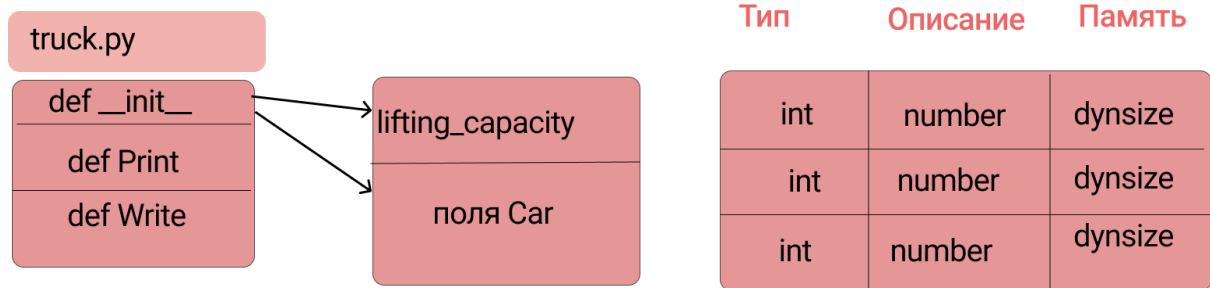 truck.py
def __init__
def Print
def Write
lifting_capacity
поля Car
Тип Описание Память
int number dynsize
int number dynsize
int number dynsize